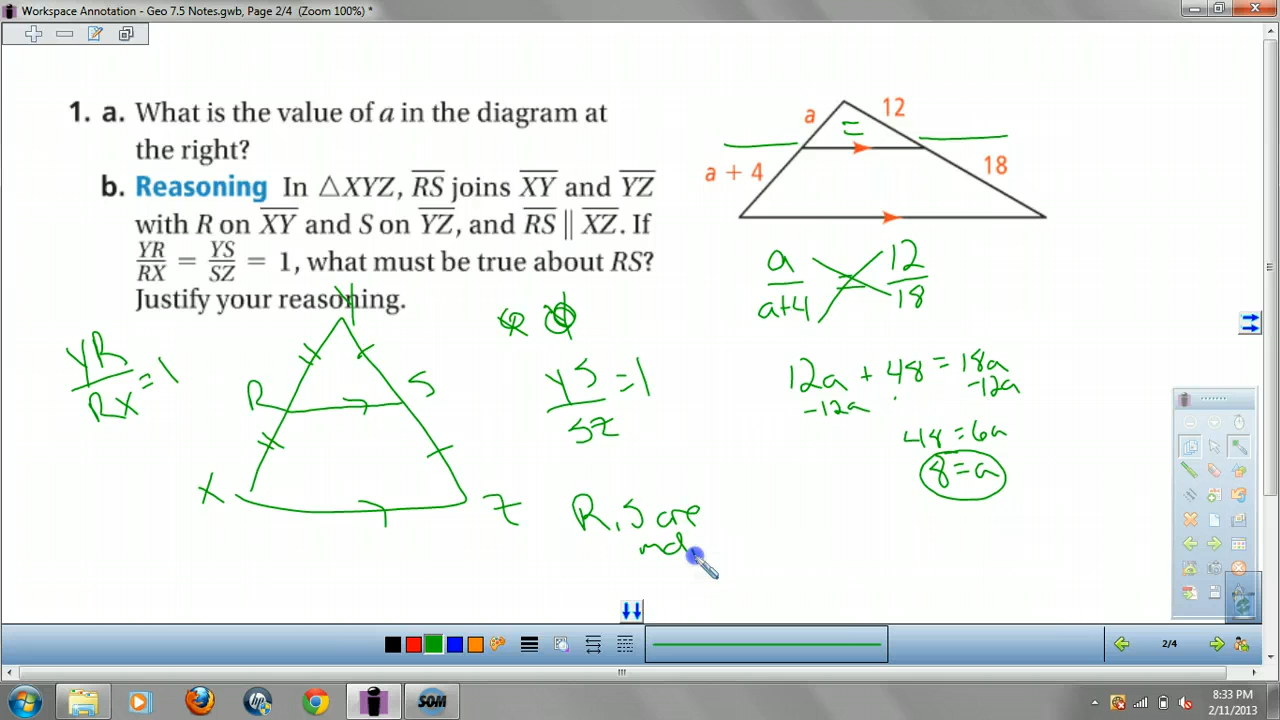 Workspace Annotation - Geo 7.5 Notes.gwb, Page 2/4 (Zoom 100%) *
1. a. What is the value of a in the diagram at
the right?
b. Reasoning In △XYZ, RS joins XY and YZ
with R on XY and S on YZ, and RS || XZ. If
YR/RX = YS/SZ = 1, what must be true about RS?
Justify your reasoning.
a
12
=
a + 4
18
a/a+4 = 12/18
12a + 48 = 18a
-12a -12a
48 = 6a
8 = a
YR/RX = 1
Y
R
S
X
Z
YS/SZ = 1
R, S are
2/4
SOM
8:33 PM
2/11/2013